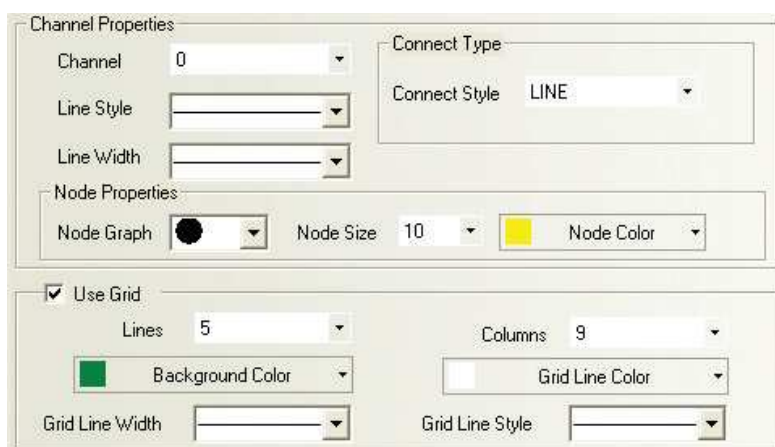 Channel Properties
Channel 0
Connect Type
Connect Style LINE
Line Style
Line Width
Node Properties
Node Graph Node Size 10 Node Color
Use Grid
Lines 5 Columns 9
Background Color Grid Line Color
Grid Line Width Grid Line Style